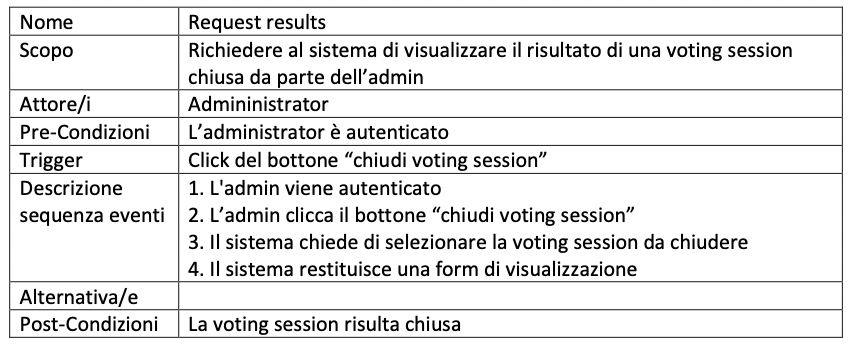 Nome Request results
Scopo Richiedere al sistema di visualizzare il risultato di una voting session
chiusa da parte dell’admin
Attore/i Admininistrator
Pre-Condizioni L’administrator è autenticato
Trigger Click del bottone “chiudi voting session”
Descrizione 1. L'admin viene autenticato
sequenza eventi 2. L’admin clicca il bottone “chiudi voting session”
3. Il sistema chiede di selezionare la voting session da chiudere
4. Il sistema restituisce una form di visualizzazione
Alternativa/e
Post-Condizioni La voting session risulta chiusa